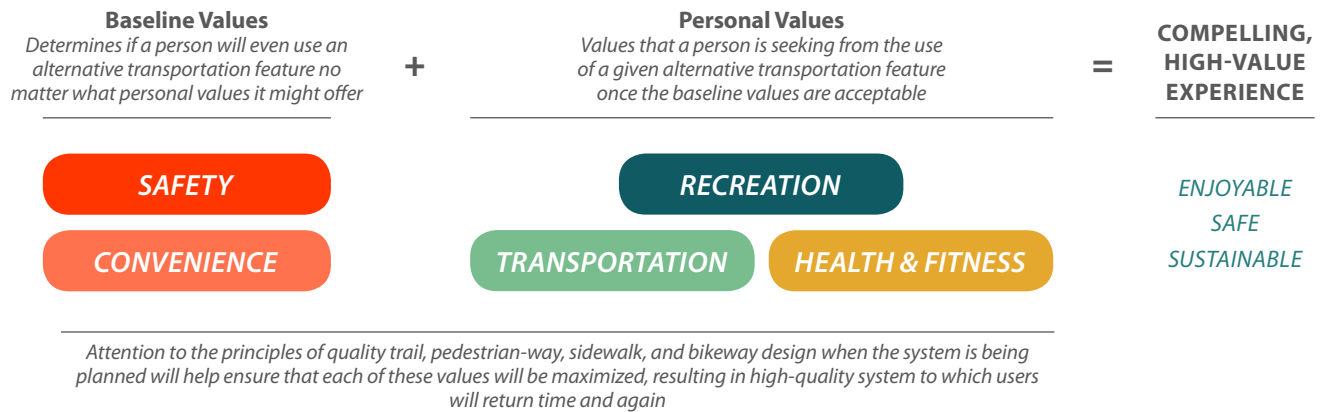 Baseline Values
Determines if a person will even use an
alternative transportation feature no
matter what personal values it might offer
+
Personal Values
Values that a person is seeking from the use
of a given alternative transportation feature
once the baseline values are acceptable
=
COMPELLING,
HIGH-VALUE
EXPERIENCE
SAFETY
CONVENIENCE
RECREATION
TRANSPORTATION
HEALTH & FITNESS
ENJOYABLE
SAFE
SUSTAINABLE
Attention to the principles of quality trail, pedestrian-way, sidewalk, and bikeway design when the system is being
planned will help ensure that each of these values will be maximized, resulting in high-quality system to which users
will return time and again